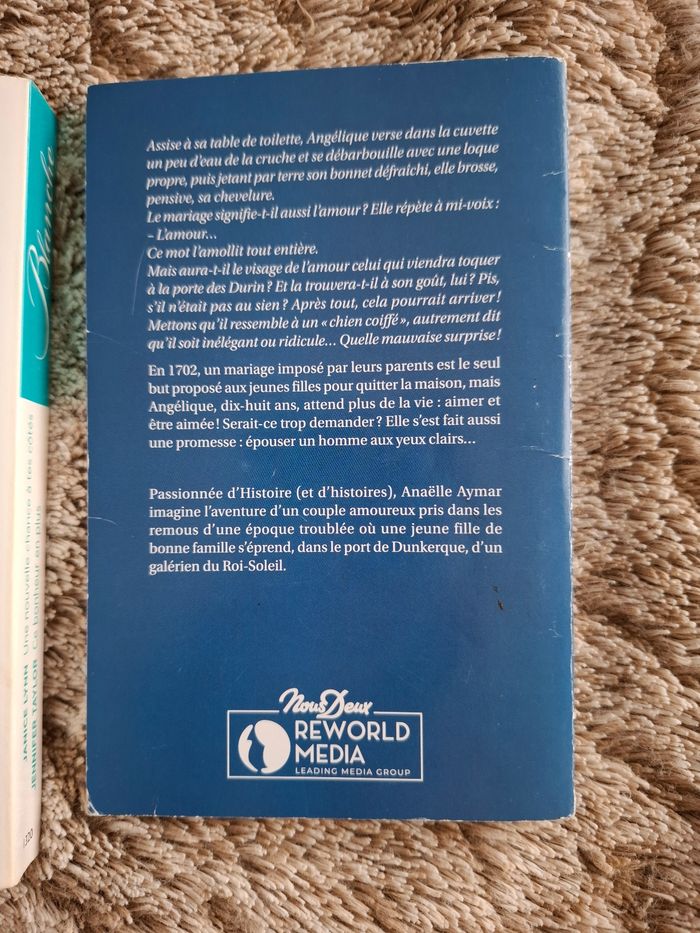 Assise à sa table de toilette, Angélique verse dans la cuvette
un peu d'eau de la cruche et se débarbouille avec une loque
propre, puis jetant par terre son bonnet défraîchi, elle brosse,
pensive, sa chevelure.
Le mariage signifie-t-il aussi l'amour ? Elle répète à mi-voix :
– L'amour…
Ce mot l'amollit tout entière.
Mais aura-t-il le visage de l'amour celui qui viendra toquer
à la porte des Durin ? Et la trouvera-t-il à son goût, lui ? Pis,
s'il n'était pas au sien ? Après tout, cela pourrait arriver !
Mettons qu'il ressemble à un « chien coiffé », autrement dit
qu'il soit inélégant ou ridicule… Quelle mauvaise surprise !
En 1702, un mariage imposé par leurs parents est le seul
but proposé aux jeunes filles pour quitter la maison, mais
Angélique, dix-huit ans, attend plus de la vie : aimer et
être aimée ! Serait-ce trop demander ? Elle s'est fait aussi
une promesse : épouser un homme aux yeux clairs…
Passionnée d'Histoire (et d'histoires), Anaëlle Aymar
imagine l'aventure d'un couple amoureux pris dans les
remous d'une époque troublée où une jeune fille de
bonne famille s'éprend, dans le port de Dunkerque, d'un
galérien du Roi-Soleil.
Nous Deux
REWORLD
MEDIA
LEADING MEDIA GROUP
Blanche
JANICE LYNN Une nouvelle chance à tes côtés
JENNIFER TAYLOR Ce bonheur en plus
1320